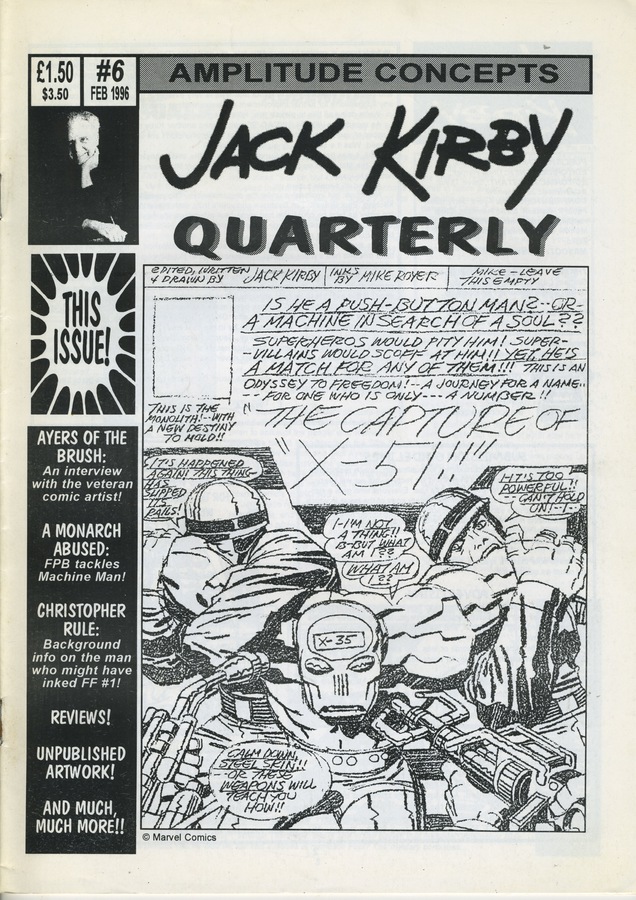 £1.50
$3.50
#6
FEB 1996
AMPLITUDE CONCEPTS
JACK KIRBY
QUARTERLY
THIS
ISSUE!
AYERS OF THE
BRUSH:
An interview
with the veteran
comic artist!
A MONARCH
ABUSED:
FPB tackles
Machine Man!
CHRISTOPHER
RULE:
Background
info on the man
who might have
inked FF #1!
REVIEWS!
UNPUBLISHED
ARTWORK!
AND MUCH,
MUCH MORE!!
EDITED, WRITTEN
& DRAWN BY
JACK KIRBY
INKS
BY MIKE ROYER
MIKE - LEAVE
THIS EMPTY
IS HE A PUSH-BUTTON MAN?--OR-
A MACHINE IN SEARCH OF A SOUL??
SUPERHEROS WOULD PITY HIM! SUPER-
-VILLAINS WOULD SCOFF AT HIM!! YET, HE'S
A MATCH FOR ANY OF THEM!!! THIS IS AN
ODYSSEY TO FREEDOM!--A JOURNEY FOR A NAME--
-- FOR ONE WHO IS ONLY --- A NUMBER!!
THIS IS THE
MONOLITH!--WITH
A NEW DESTINY
TO MOLD!!
"THE CAPTURE OF
"X-51!!!"
IT'S HAPPENED
AGAIN! THIS THING
HAS
SLIPPED
ITS
RAILS!
I-I'M NOT
A THING!!
B-BUT WHAT
AM I??
WHAT AM
I??
IT'S TOO
POWERFUL!!
--CAN'T HOLD
ON!--
X-35
CALM DOWN,
STEEL SKIN!!
OR THESE
WEAPONS WILL
TEACH YOU
HOW!!
© Marvel Comics